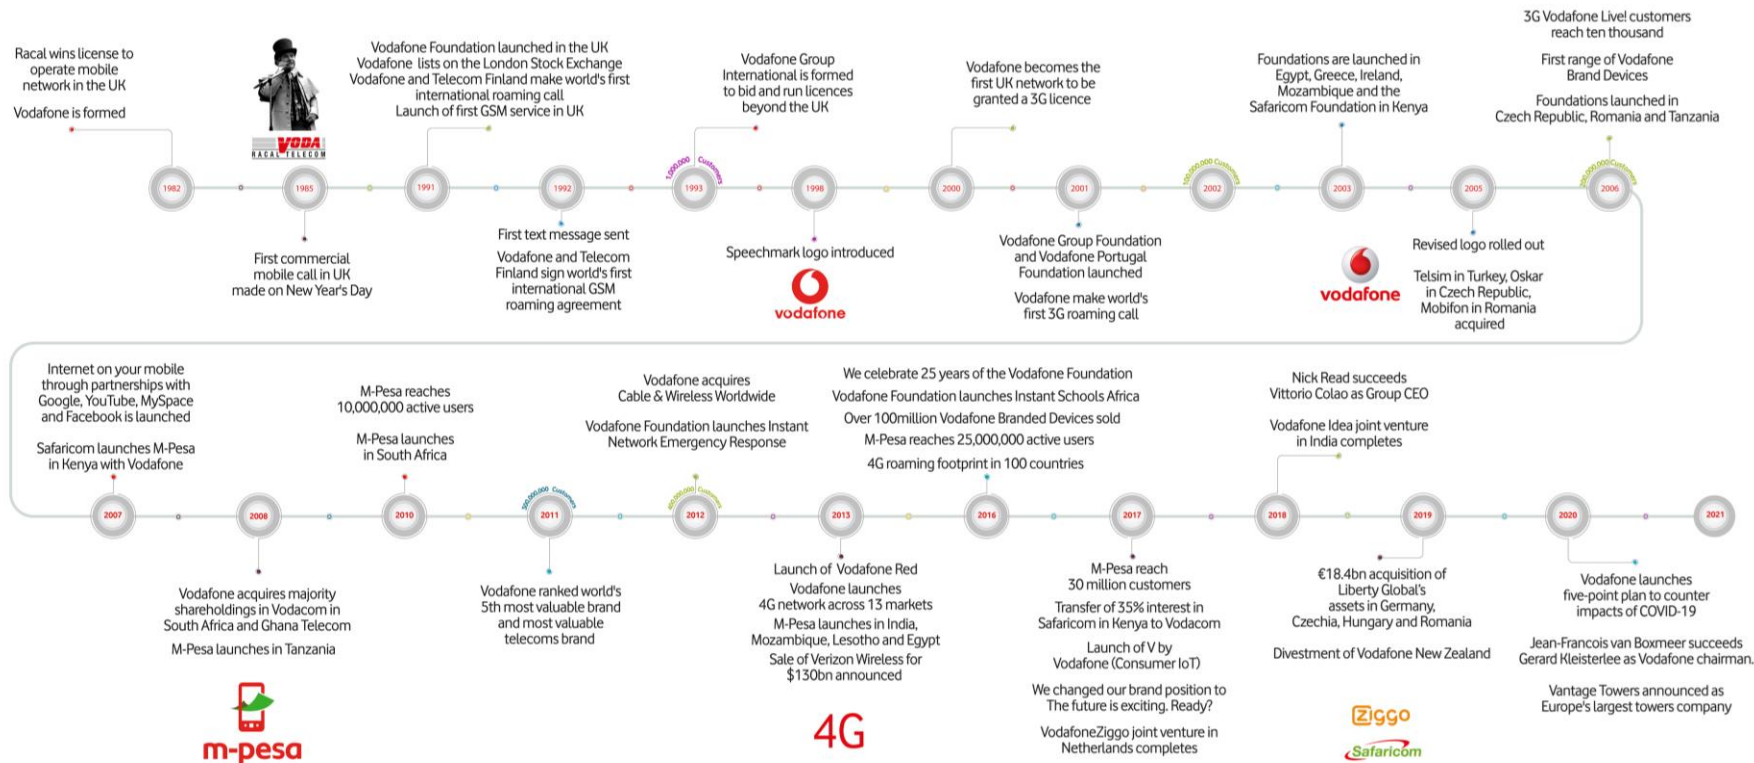 Racal wins license to
operate mobile
network in the UK
Vodafone is formed
1982
VODA
RACAL TELECOM
1985
First commercial
mobile call in UK
made on New Year's Day
Vodafone Foundation launched in the UK
Vodafone lists on the London Stock Exchange
Vodafone and Telecom Finland make world's first
international roaming call
Launch of first GSM service in UK
1991
1992
First text message sent
Vodafone and Telecom
Finland sign world's first
international GSM
roaming agreement
1,000,000 Customers
1993
Vodafone Group
International is formed
to bid and run licences
beyond the UK
1998
Speechmark logo introduced
vodafone
Vodafone becomes the
first UK network to be
granted a 3G licence
2000
2001
Vodafone Group Foundation
and Vodafone Portugal
Foundation launched
Vodafone make world's
first 3G roaming call
100,000,000 Customers
2002
Foundations are launched in
Egypt, Greece, Ireland,
Mozambique and the
Safaricom Foundation in Kenya
2003
vodafone
2005
Revised logo rolled out
Telsim in Turkey, Oskar
in Czech Republic,
Mobifon in Romania
acquired
3G Vodafone Live! customers
reach ten thousand
First range of Vodafone
Brand Devices
Foundations launched in
Czech Republic, Romania and Tanzania
200,000,000 Customers
2006
Internet on your mobile
through partnerships with
Google, YouTube, MySpace
and Facebook is launched
Safaricom launches M-Pesa
in Kenya with Vodafone
2007
2008
Vodafone acquires majority
shareholdings in Vodacom in
South Africa and Ghana Telecom
M-Pesa launches in Tanzania
m-pesa
M-Pesa reaches
10,000,000 active users
M-Pesa launches
in South Africa
2010
300,000,000 Customers
2011
Vodafone ranked world's
5th most valuable brand
and most valuable
telecoms brand
Vodafone acquires
Cable & Wireless Worldwide
Vodafone Foundation launches Instant
Network Emergency Response
400,000,000 Customers
2012
2013
Launch of Vodafone Red
Vodafone launches
4G network across 13 markets
M-Pesa launches in India,
Mozambique, Lesotho and Egypt
Sale of Verizon Wireless for
$130bn announced
4G
We celebrate 25 years of the Vodafone Foundation
Vodafone Foundation launches Instant Schools Africa
Over 100million Vodafone Branded Devices sold
M-Pesa reaches 25,000,000 active users
4G roaming footprint in 100 countries
2016
2017
M-Pesa reach
30 million customers
Transfer of 35% interest in
Safaricom in Kenya to Vodacom
Launch of V by
Vodafone (Consumer IoT)
We changed our brand position to
The future is exciting. Ready?
VodafoneZiggo joint venture in
Netherlands completes
Nick Read succeeds
Vittorio Colao as Group CEO
Vodafone Idea joint venture
in India completes
2018
2019
€18.4bn acquisition of
Liberty Global's
assets in Germany,
Czechia, Hungary and Romania
Divestment of Vodafone New Zealand
Ziggo
Safaricom
2020
Vodafone launches
five-point plan to counter
impacts of COVID-19
Jean-Francois van Boxmeer succeeds
Gerard Kleisterlee as Vodafone chairman.
Vantage Towers announced as
Europe's largest towers company
2021